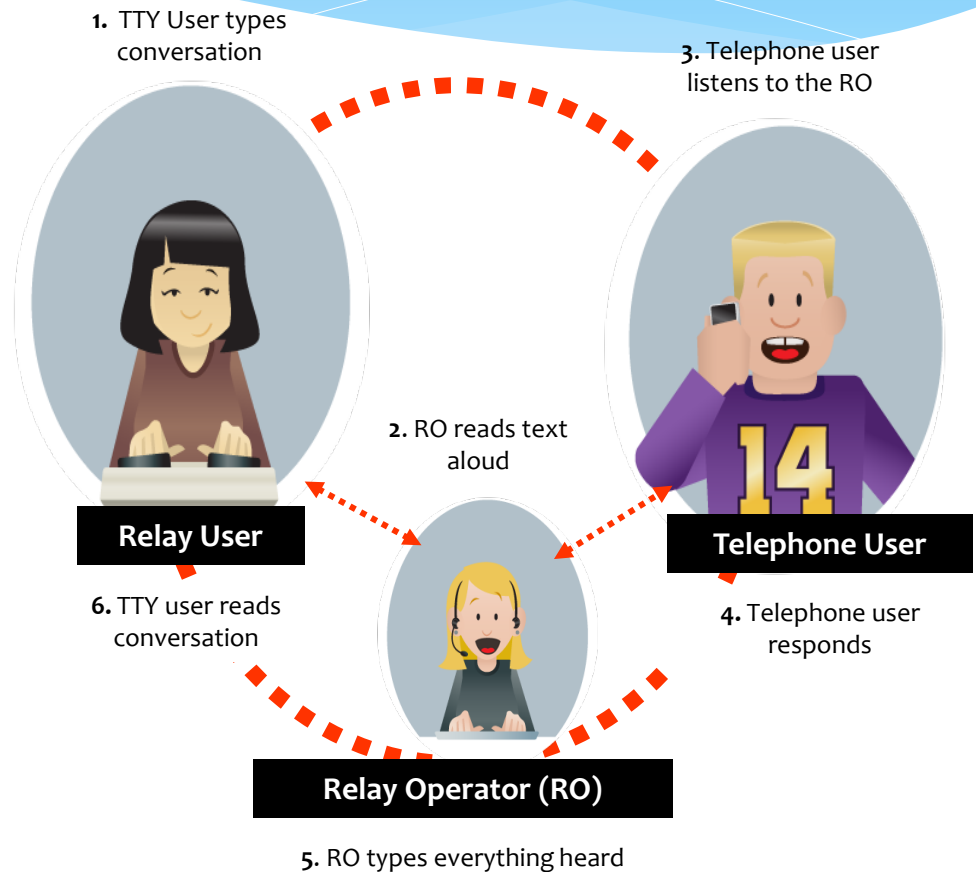 1. TTY User types
conversation
3. Telephone user
listens to the RO
14
2. RO reads text
aloud
Relay User
Telephone User
6. TTY user reads
conversation
4. Telephone user
responds
Relay Operator (RO)
5. RO types everything heard